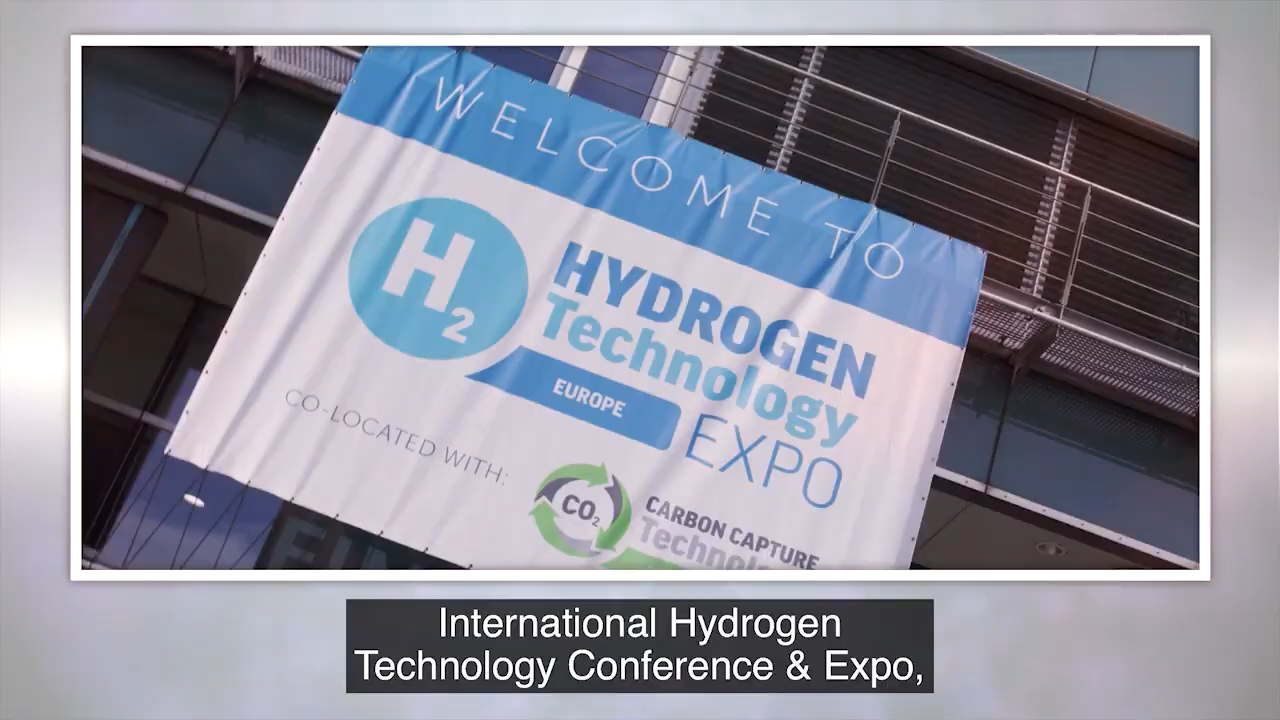 WELCOME TO
H2
HYDROGEN
Technology
EUROPE
EXPO
CO-LOCATED WITH:
CO2
CARBON CAPTURE
International Hydrogen
Technology Conference & Expo,